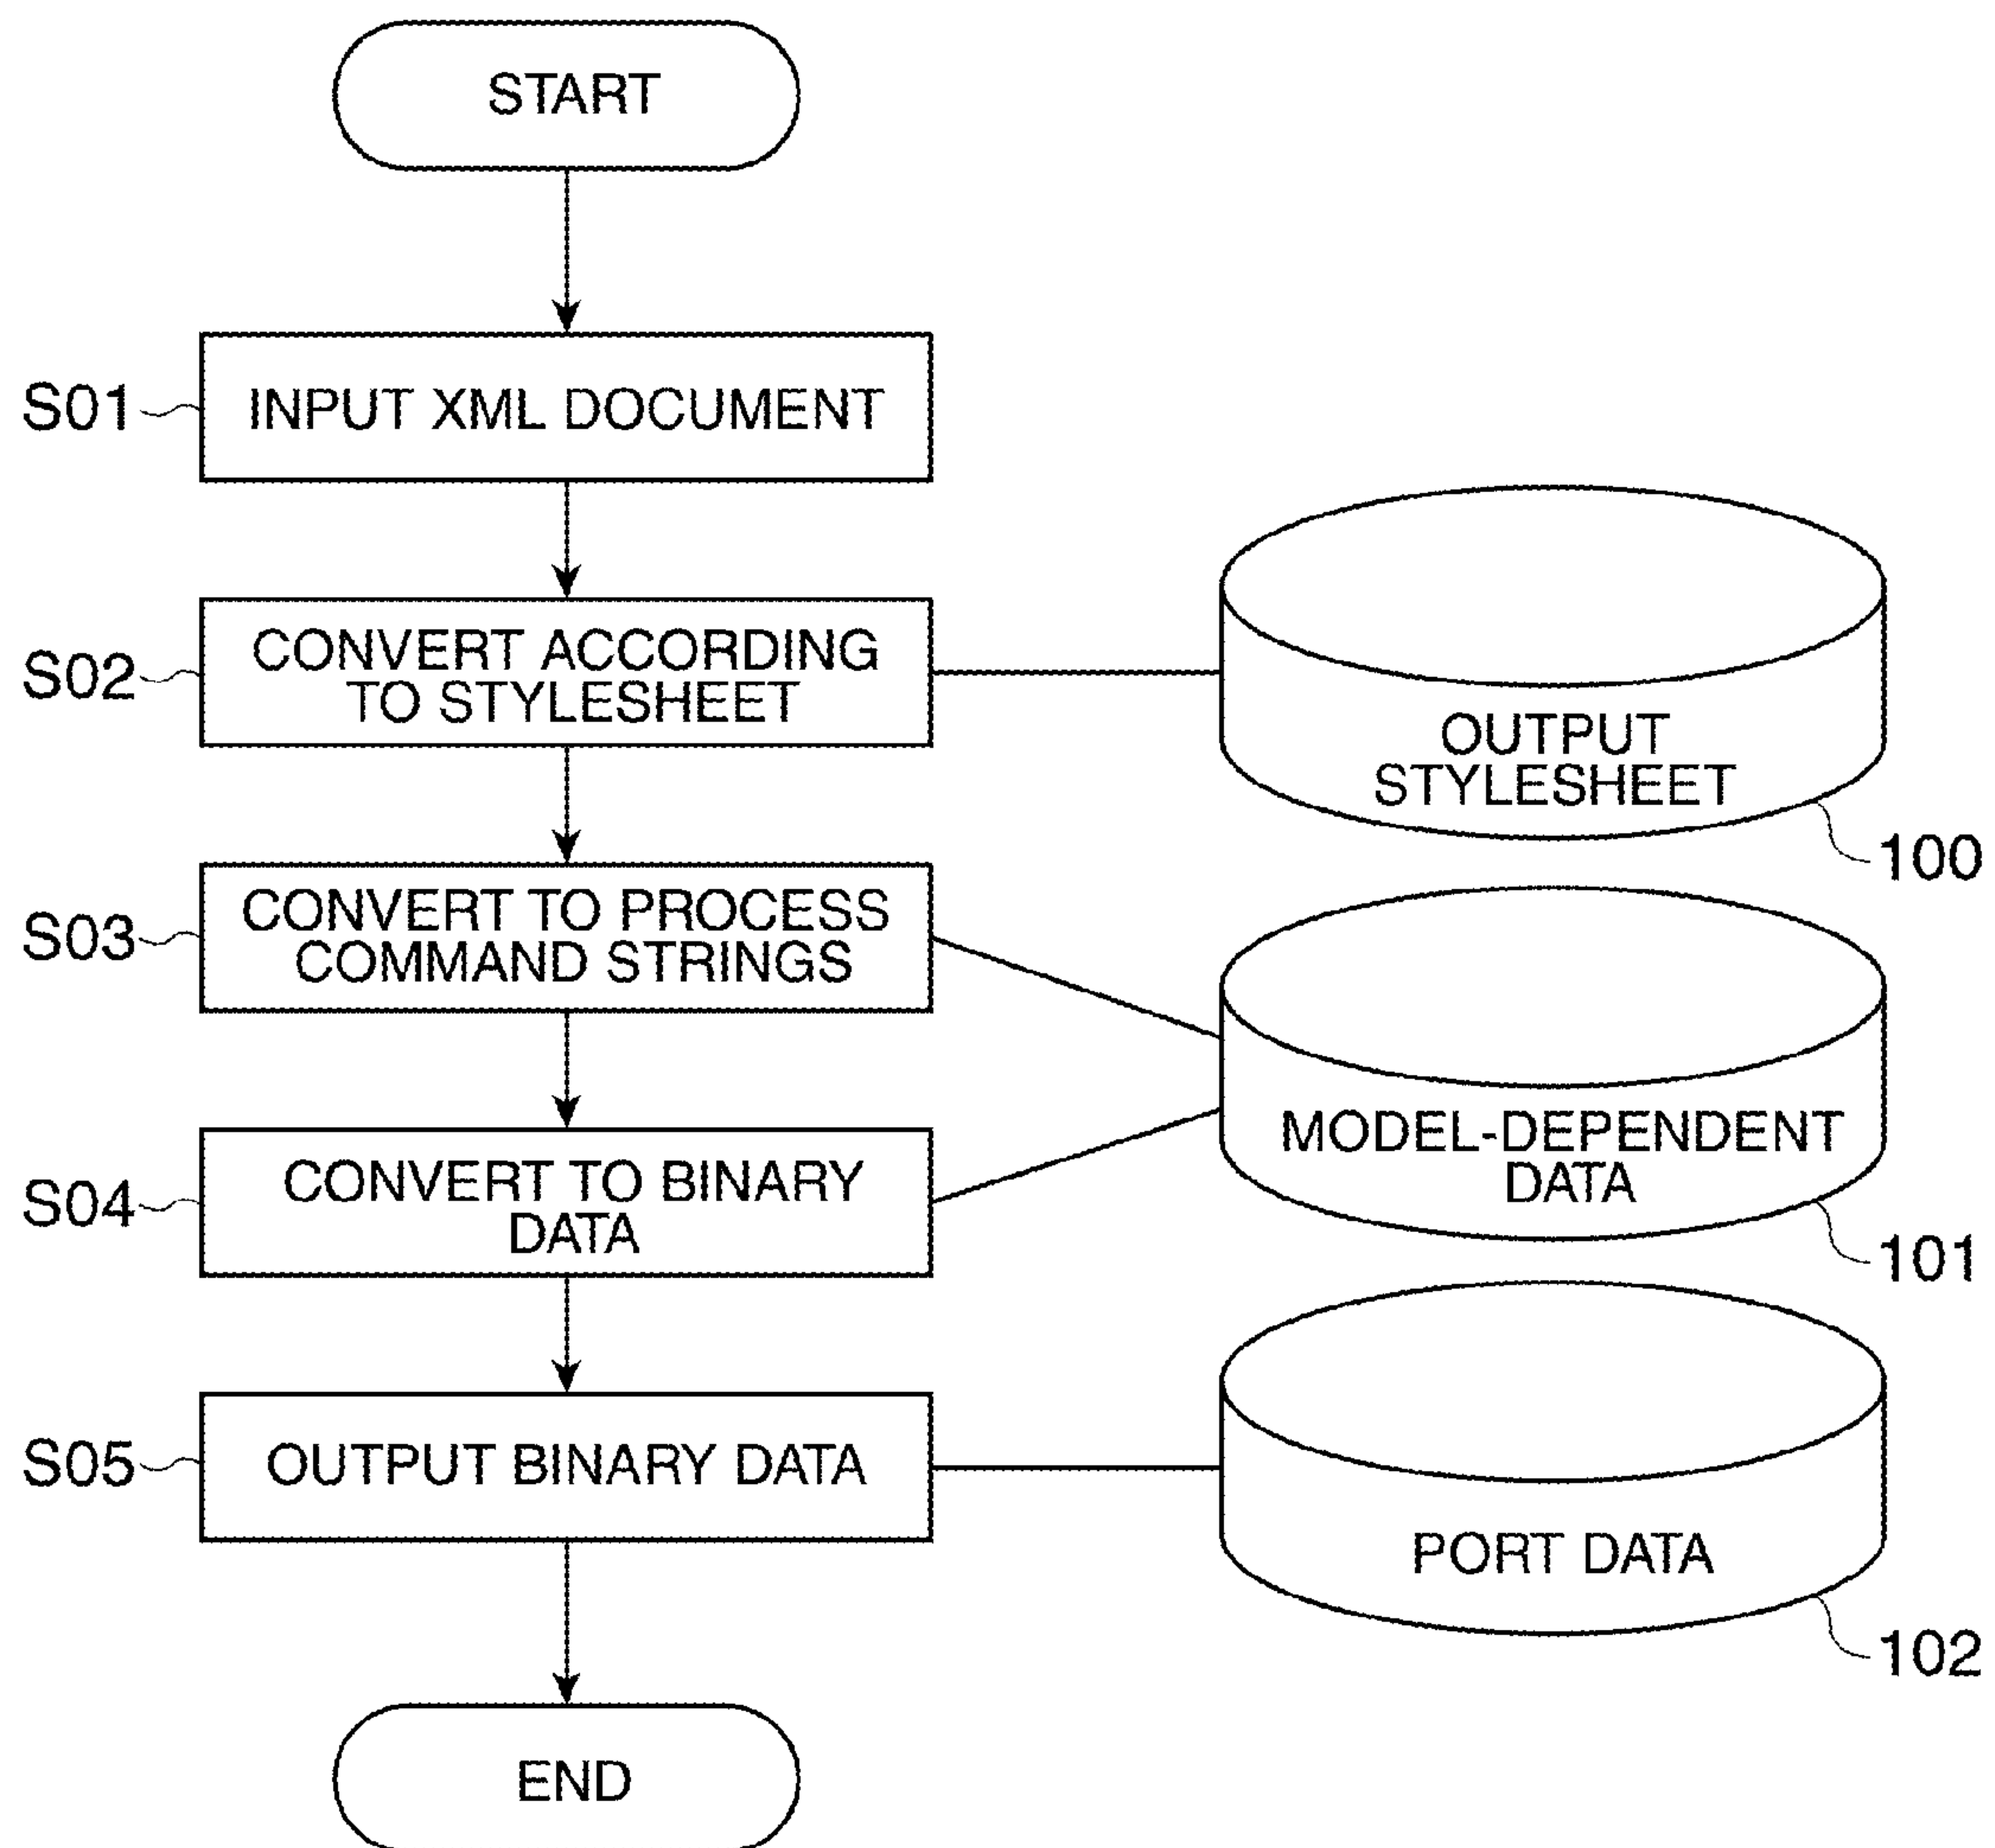 START
S01
INPUT XML DOCUMENT
S02
CONVERT ACCORDING
TO STYLESHEET
OUTPUT
STYLESHEET
100
S03
CONVERT TO PROCESS
COMMAND STRINGS
MODEL-DEPENDENT
DATA
101
S04
CONVERT TO BINARY
DATA
S05
OUTPUT BINARY DATA
PORT DATA
102
END